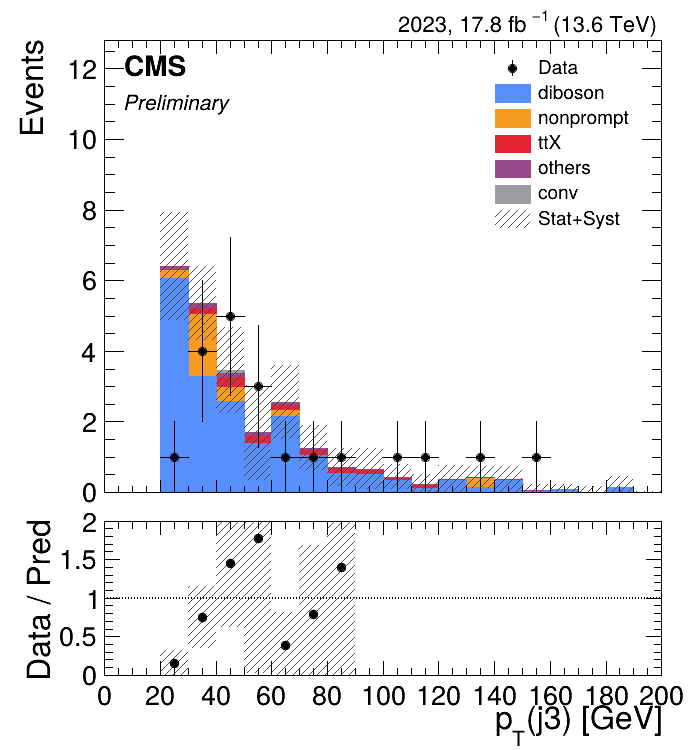 2023, 17.8 fb⁻¹ (13.6 TeV)
Events
12
10
8
6
4
2
0
CMS
Preliminary
Data
diboson
nonprompt
ttX
others
conv
Stat+Syst
Data / Pred
2
1.5
1
0.5
0
0 20 40 60 80 100 120 140 160 180 200
p_T(j3) [GeV]